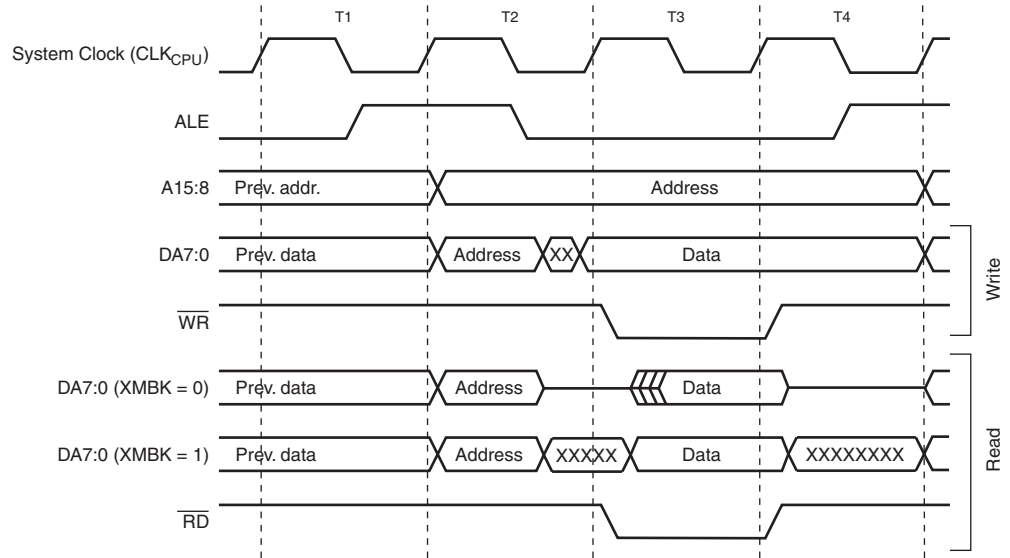 T1 T2 T3 T4
System Clock (CLKCPU)
ALE
A15:8 Prev. addr. Address
DA7:0 Prev. data Address XX Data
WR
Write
DA7:0 (XMBK = 0) Prev. data Address Data
DA7:0 (XMBK = 1) Prev. data Address XXXXX Data XXXXXXXX
RD
Read